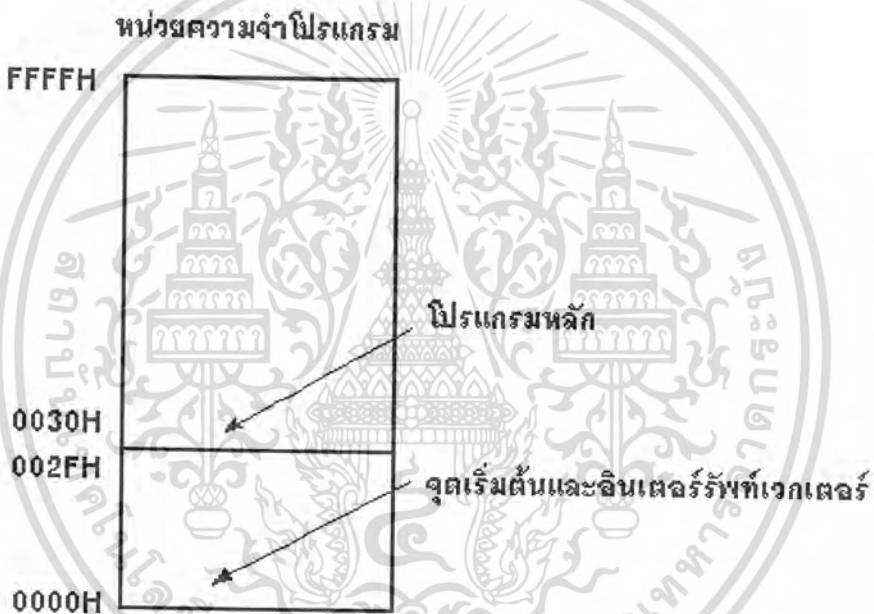 หน่วยความจำโปรแกรม
FFFFH
โปรแกรมหลัก
0030H
002FH
จุดเริ่มต้นและอินเตอร์รัพท์เวกเตอร์
0000H